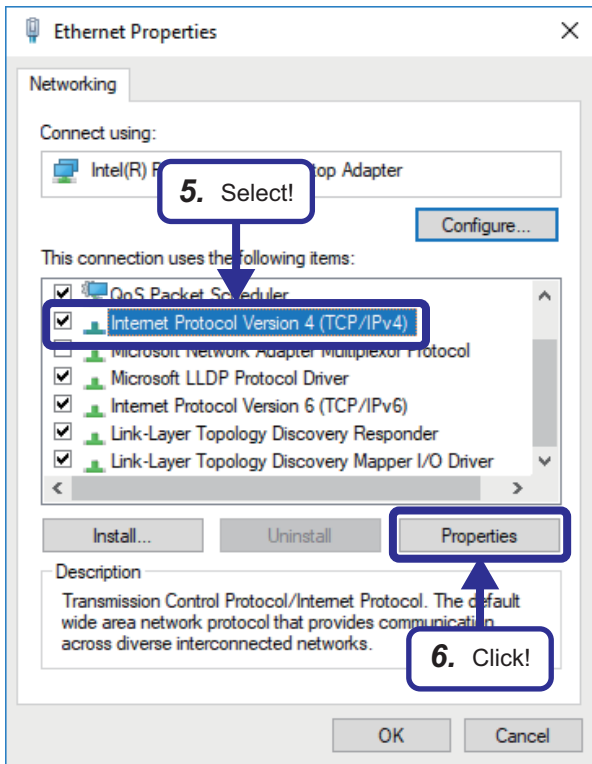 Ethernet Properties
Networking
Connect using:
Intel(R) P top Adapter
5. Select!
Configure...
This connection uses the following items:
QoS Packet Scheduler
Internet Protocol Version 4 (TCP/IPv4)
Microsoft Network Adapter Multiplexor Protocol
Microsoft LLDP Protocol Driver
Internet Protocol Version 6 (TCP/IPv6)
Link-Layer Topology Discovery Responder
Link-Layer Topology Discovery Mapper I/O Driver
Install...
Uninstall
Properties
Description
Transmission Control Protocol/Internet Protocol. The default
wide area network protocol that provides communication
across diverse interconnected networks.
6. Click!
OK
Cancel